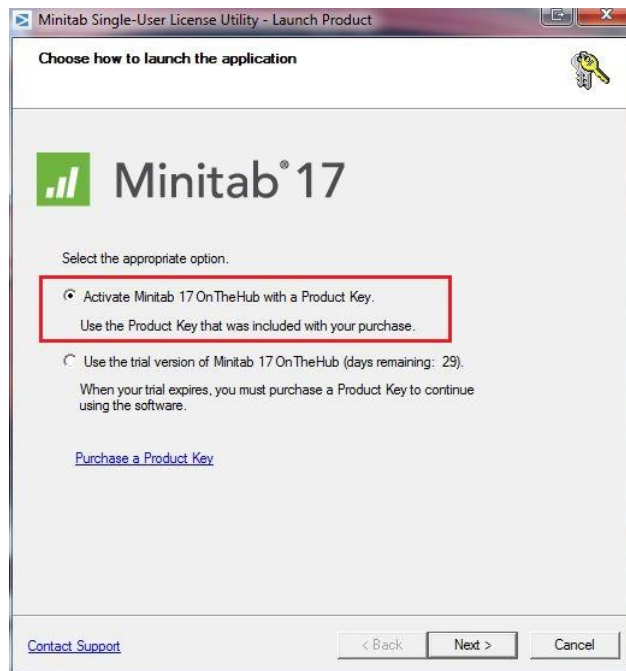 Minitab Single-User License Utility - Launch Product
Choose how to launch the application
Minitab® 17
Select the appropriate option.
Activate Minitab 17 OnTheHub with a Product Key.
Use the Product Key that was included with your purchase.
Use the trial version of Minitab 17 OnTheHub (days remaining: 29).
When your trial expires, you must purchase a Product Key to continue
using the software.
Purchase a Product Key
Contact Support
< Back
Next >
Cancel